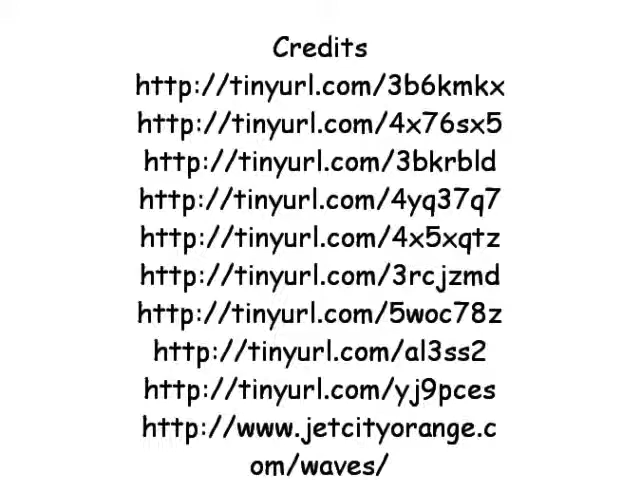 Credits
http://tinyurl.com/3b6kmkx
http://tinyurl.com/4x76sx5
http://tinyurl.com/3bkrbld
http://tinyurl.com/4yq37q7
http://tinyurl.com/4x5xqtz
http://tinyurl.com/3rcjzmd
http://tinyurl.com/5woc78z
http://tinyurl.com/al3ss2
http://tinyurl.com/yj9pces
http://www.jetcityorange.c
om/waves/